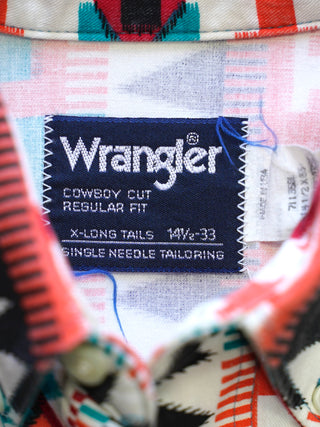 Wrangler®
COWBOY CUT
REGULAR FIT
X-LONG TAILS 14½-33
SINGLE NEEDLE TAILORING
MADE IN USA